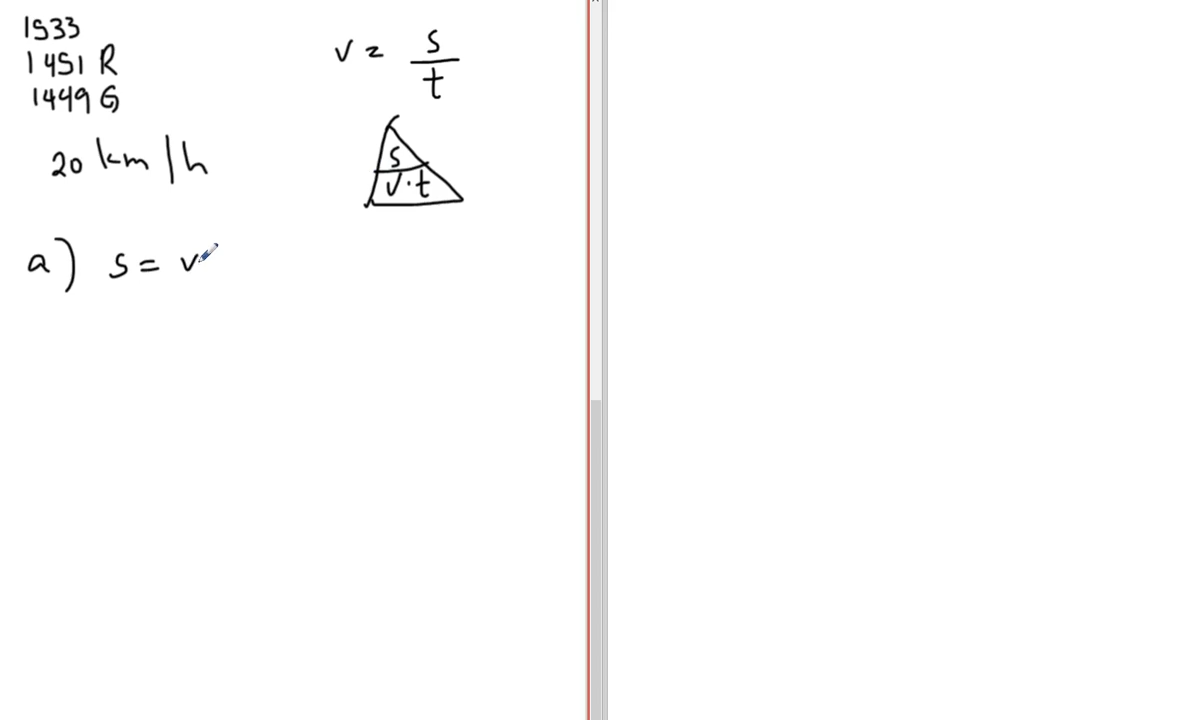 1533
1451 R
1449 G
20 km/h
v = s/t
s
v·t
a) s = v